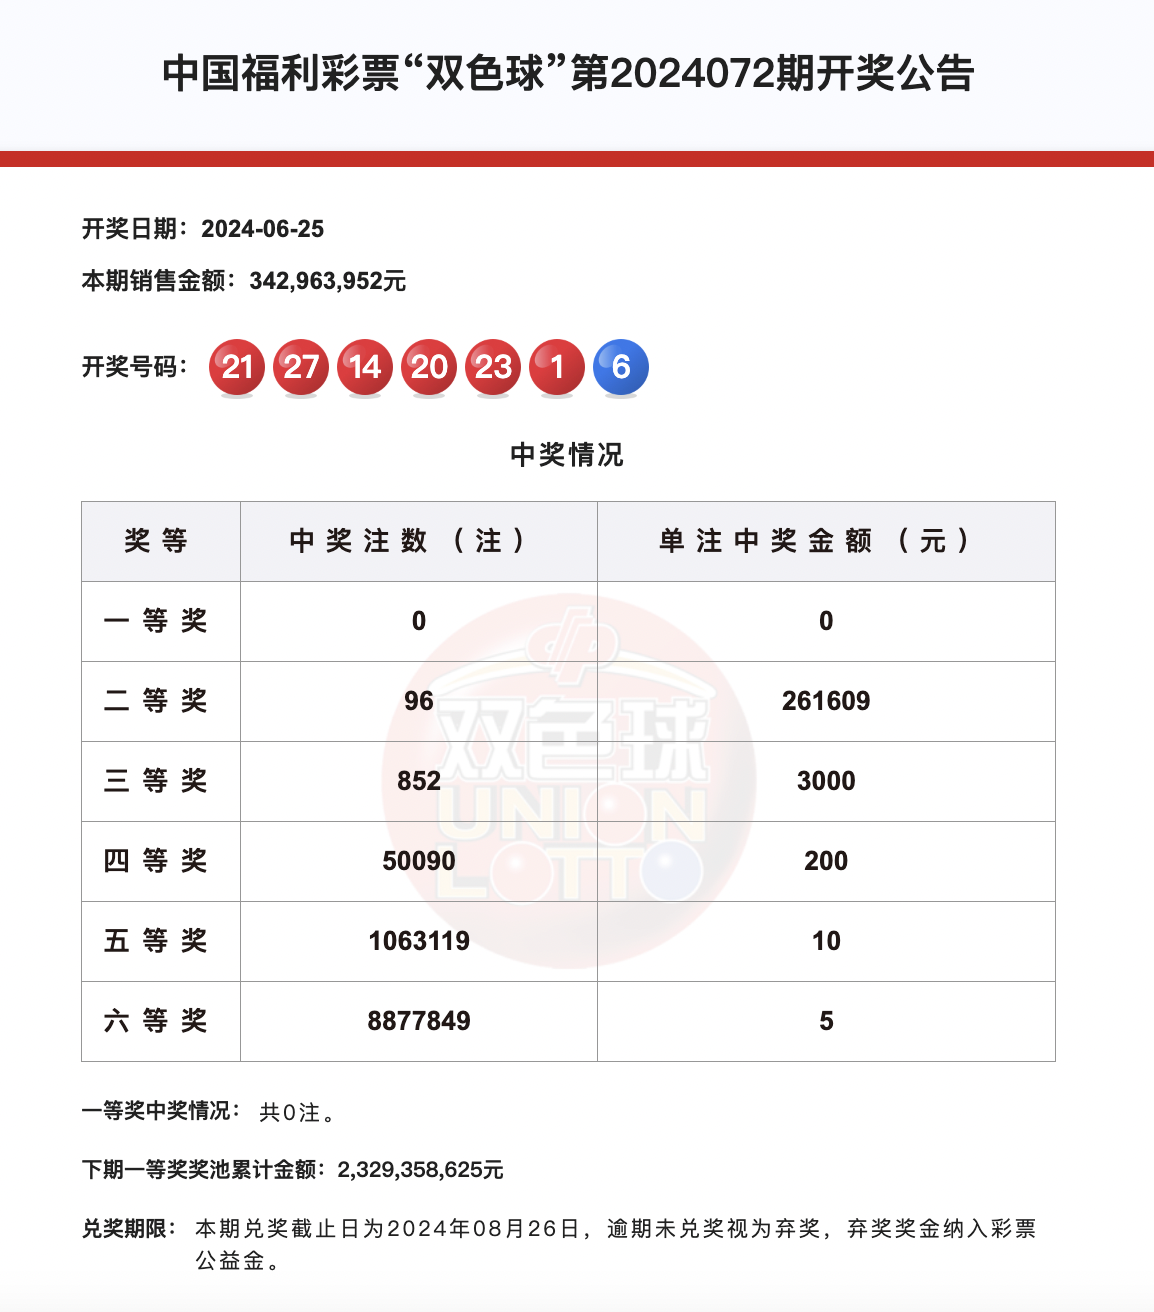 中国福利彩票“双色球”第2024072期开奖公告
开奖日期：2024-06-25
本期销售金额：342,963,952元
开奖号码： 21 27 14 20 23 1 6
中奖情况
奖等 中奖注数（注） 单注中奖金额（元）
一等奖 0 0
二等奖 96 261609
三等奖 852 3000
四等奖 50090 200
五等奖 1063119 10
六等奖 8877849 5
双色球
UNION
LOTTO
一等奖中奖情况： 共0注。
下期一等奖奖池累计金额：2,329,358,625元
兑奖期限： 本期兑奖截止日为2024年08月26日，逾期未兑奖视为弃奖，弃奖奖金纳入彩票
公益金。